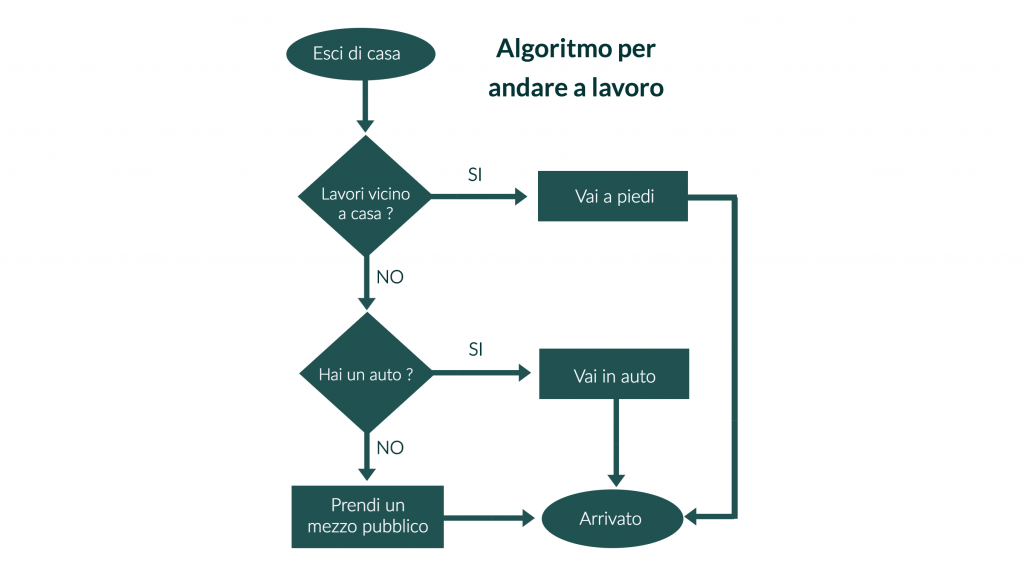 Esci di casa
Algoritmo per
andare a lavoro
Lavori vicino
a casa ?
SI
Vai a piedi
NO
Hai un auto ?
SI
Vai in auto
NO
Prendi un
mezzo pubblico
Arrivato